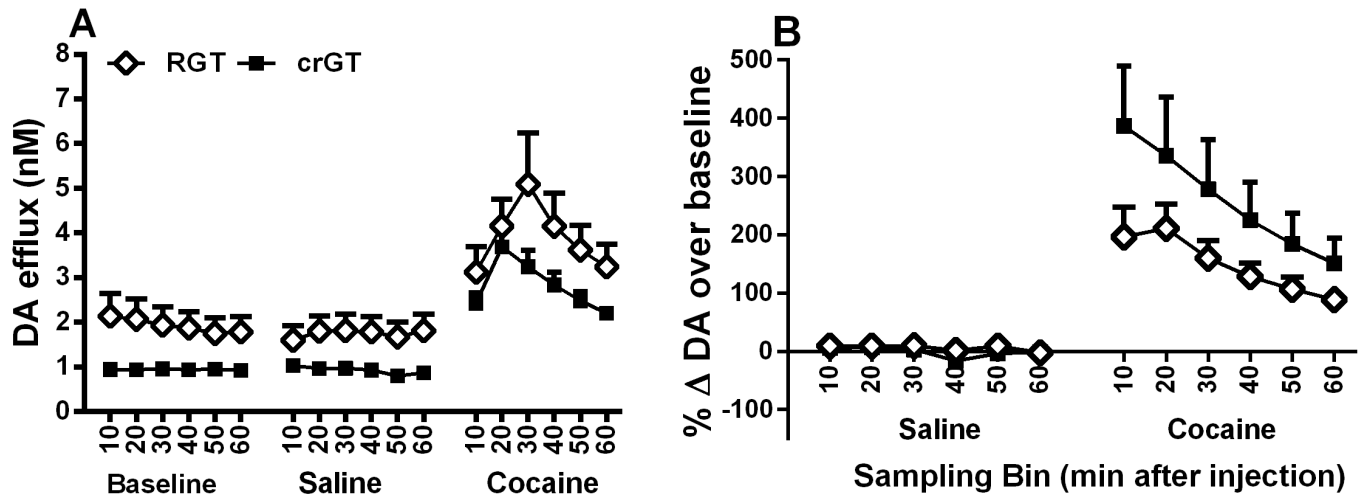 A
DA efflux (nM)
8
7
6
5
4
3
2
1
0
RGT crGT
10 20 30 40 50 60
10 20 30 40 50 60
10 20 30 40 50 60
Baseline Saline Cocaine
B
% Δ DA over baseline
500
400
300
200
100
0
-100
10 20 30 40 50 60
10 20 30 40 50 60
Saline Cocaine
Sampling Bin (min after injection)